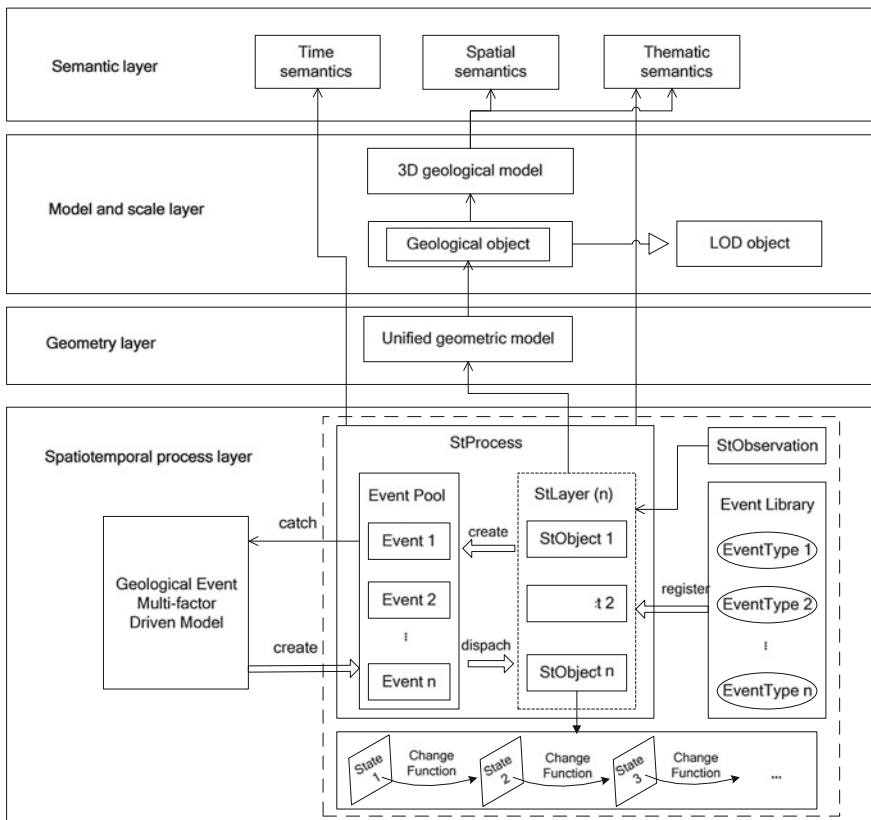 Semantic layer
Time
semantics
Spatial
semantics
Thematic
semantics
Model and scale layer
3D geological model
Geological object
LOD object
Geometry layer
Unified geometric model
Spatiotemporal process layer
StProcess
StObservation
Event Pool
StLayer (n)
Event Library
catch
Event 1
create
StObject 1
EventType 1
Geological Event
Multi-factor
Driven Model
Event 2
t 2
register
EventType 2
⋮
⋮
create
dispach
Event n
StObject n
EventType n
State
1
Change
Function
State
2
Change
Function
State
3
Change
Function
...